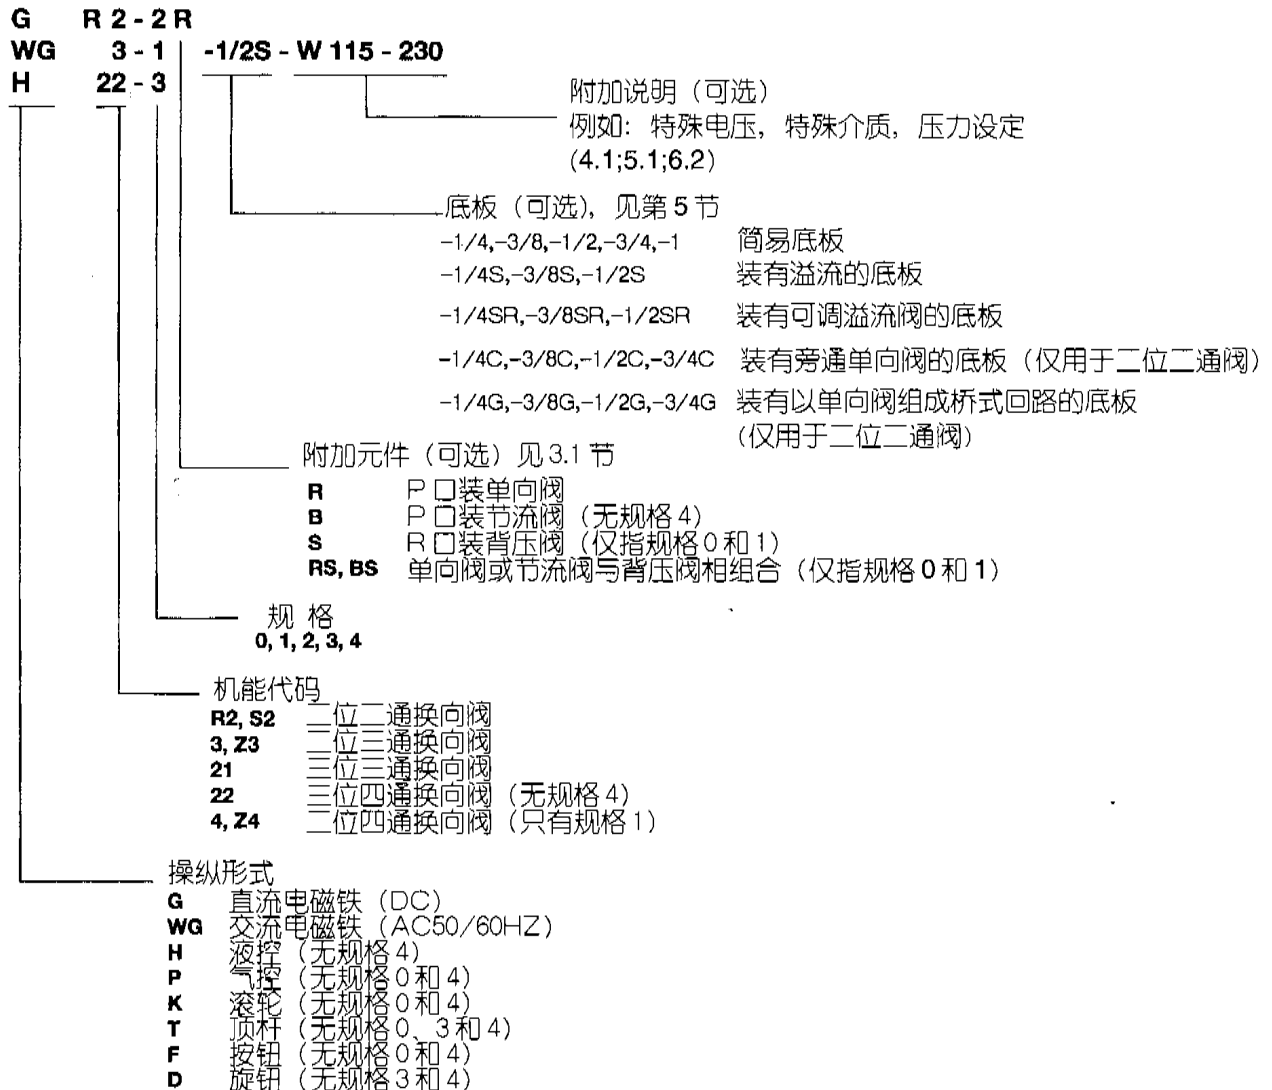 G R 2 - 2 R
WG 3 - 1 -1/2S - W 115 - 230
H 22 - 3
附加说明（可选）
例如：特殊电压，特殊介质，压力设定
(4.1;5.1;6.2)
底板（可选），见第 5 节
-1/4,-3/8,-1/2,-3/4,-1 简易底板
-1/4S,-3/8S,-1/2S 装有溢流的底板
-1/4SR,-3/8SR,-1/2SR 装有可调溢流阀的底板
-1/4C,-3/8C,-1/2C,-3/4C 装有旁通单向阀的底板（仅用于二位二通阀）
-1/4G,-3/8G,-1/2G,-3/4G 装有以单向阀组成桥式回路的底板
（仅用于二位二通阀）
附加元件（可选）见 3.1 节
R P 口装单向阀
B P 口装节流阀（无规格 4）
S R 口装背压阀（仅指规格 0 和 1）
RS, BS 单向阀或节流阀与背压阀相组合（仅指规格 0 和 1）
规 格
0, 1, 2, 3, 4
机能代码
R2, S2 二位二通换向阀
3, Z3 二位三通换向阀
21 三位三通换向阀
22 三位四通换向阀（无规格 4）
4, Z4 二位四通换向阀（只有规格 1）
操纵形式
G 直流电磁铁（DC）
WG 交流电磁铁（AC50/60HZ）
H 液控（无规格 4）
P 气控（无规格 0 和 4）
K 滚轮（无规格 0 和 4）
T 顶杆（无规格 0、3 和 4）
F 按钮（无规格 0 和 4）
D 旋钮（无规格 3 和 4）